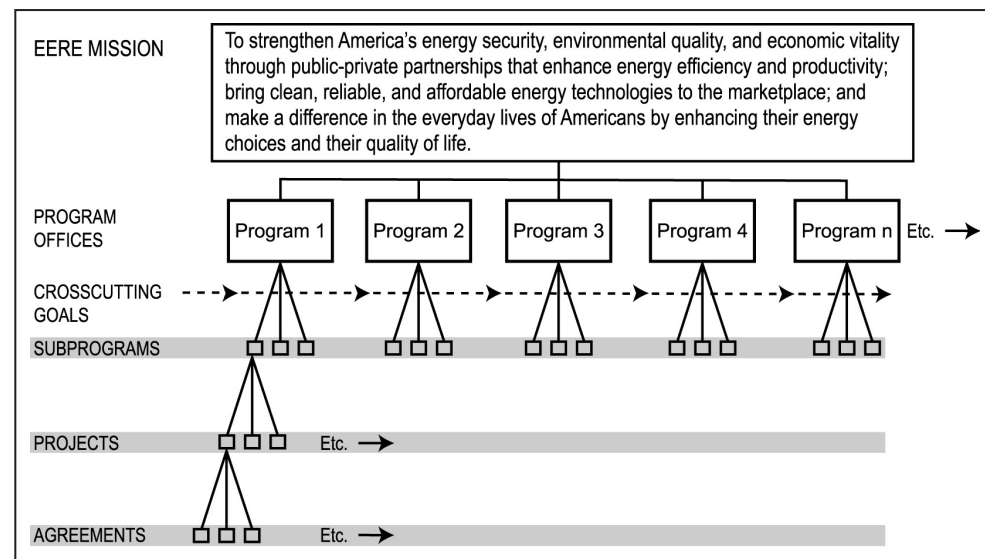 EERE MISSION
To strengthen America's energy security, environmental quality, and economic vitality
through public-private partnerships that enhance energy efficiency and productivity;
bring clean, reliable, and affordable energy technologies to the marketplace; and
make a difference in the everyday lives of Americans by enhancing their energy
choices and their quality of life.
PROGRAM
OFFICES
Program 1
Program 2
Program 3
Program 4
Program n
Etc.
CROSSCUTTING
GOALS
SUBPROGRAMS
PROJECTS
Etc.
AGREEMENTS
Etc.